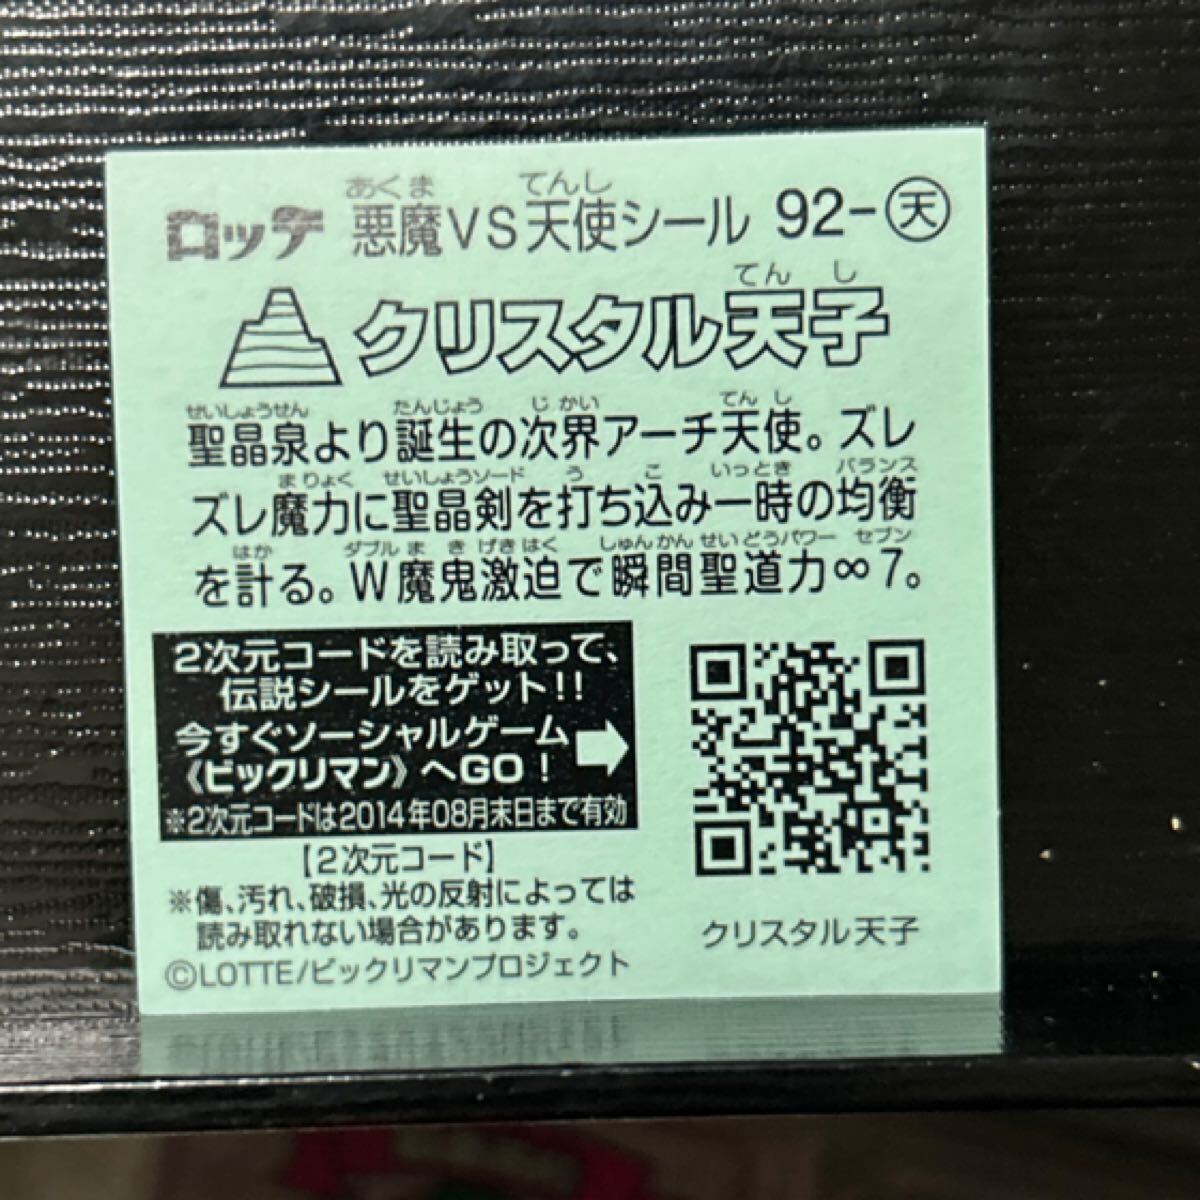 ロッテ 悪魔VS天使シール 92-天
あくま てんし
クリスタル天子
てんし
聖晶泉より誕生の次界アーチ天使。ズレ
せいしょうせん たんじょう じかい てんし
ズレ魔力に聖晶剣を打ち込み一時の均衡
まりょく せいしょうソード う こ いっとき バランス
を計る。W魔鬼激迫で瞬間聖道力∞7。
はか ダブル まきげきはく しゅんかんせいどうパワー セブン
2次元コードを読み取って、
伝説シールをゲット!!
今すぐソーシャルゲーム
《ビックリマン》へGO!
※2次元コードは2014年08月末日まで有効
【2次元コード】
※傷、汚れ、破損、光の反射によっては
読み取れない場合があります。
©LOTTE/ビックリマンプロジェクト
クリスタル天子